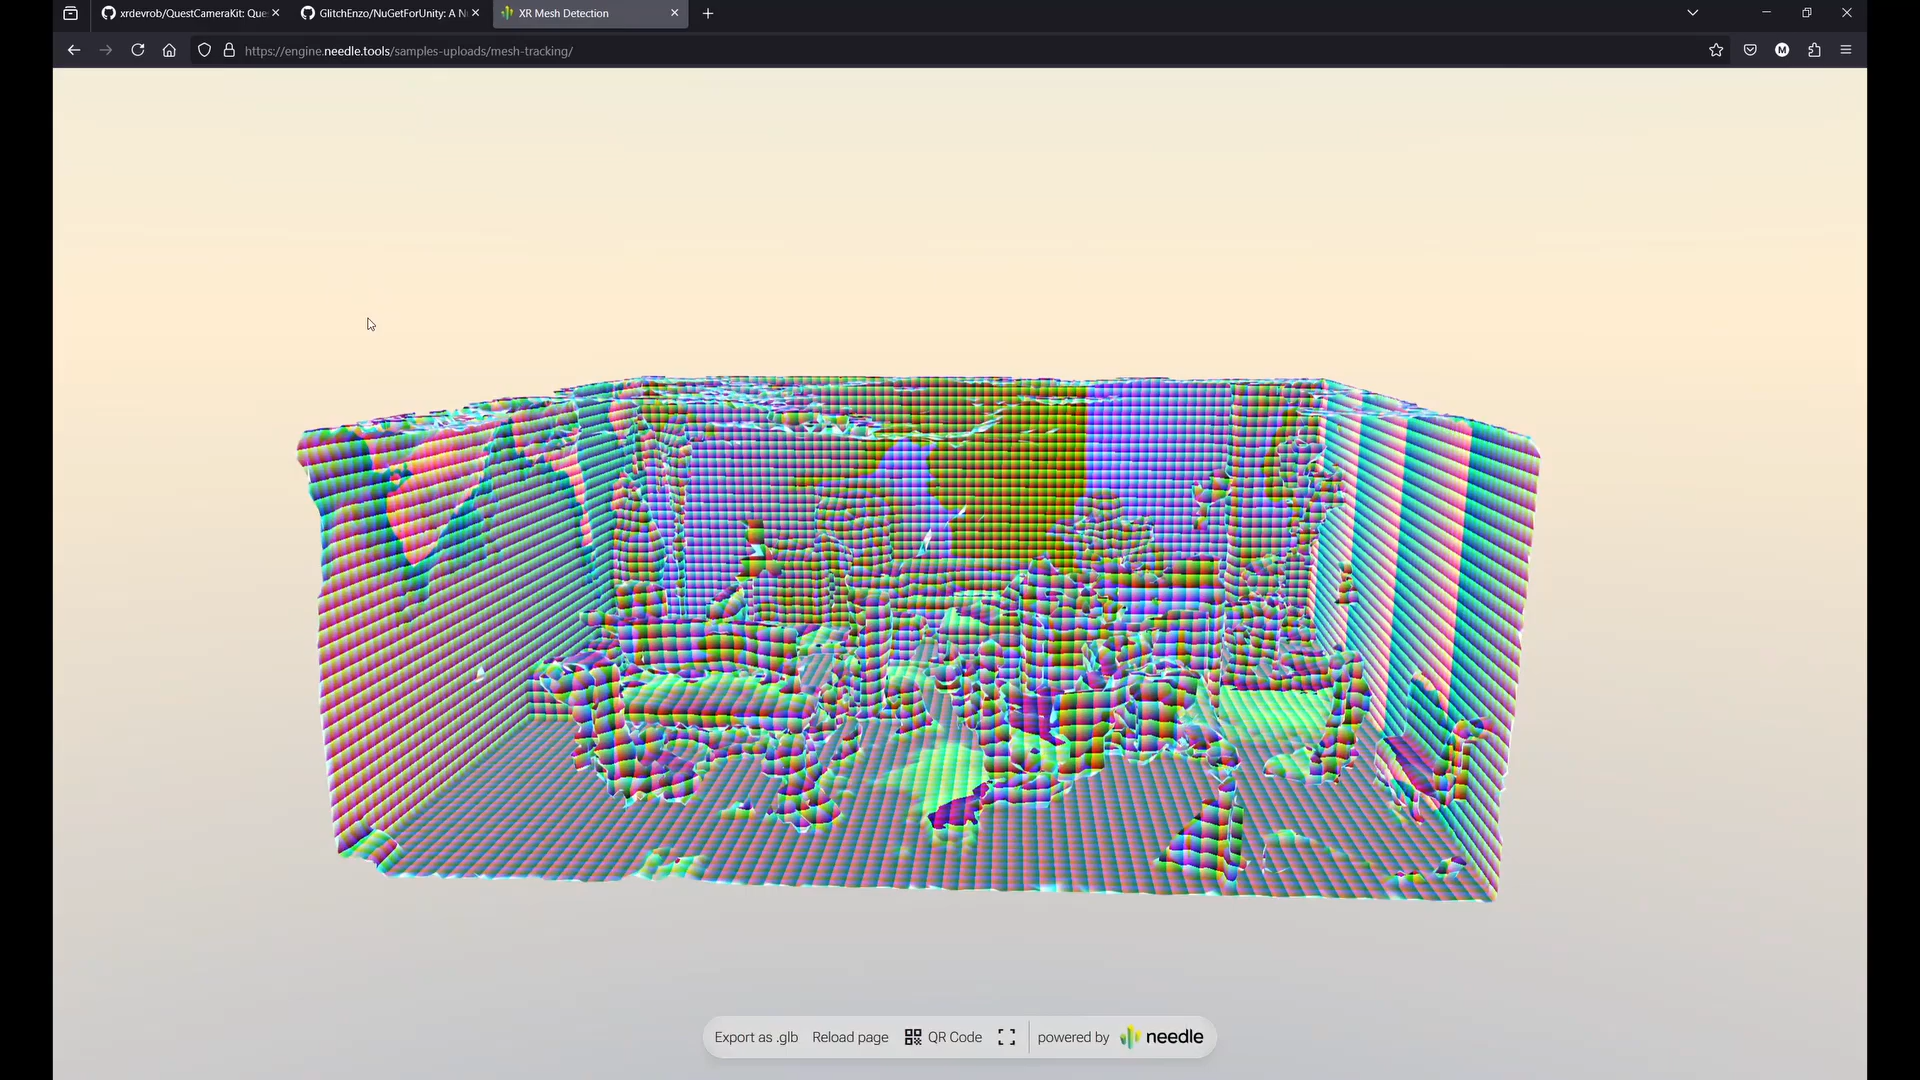 xrdevrob/QuestCameraKit: Que
GlitchEnzo/NuGetForUnity: A N
XR Mesh Detection
https://engine.needle.tools/samples-uploads/mesh-tracking/
M
Export as .glb Reload page QR Code powered by needle